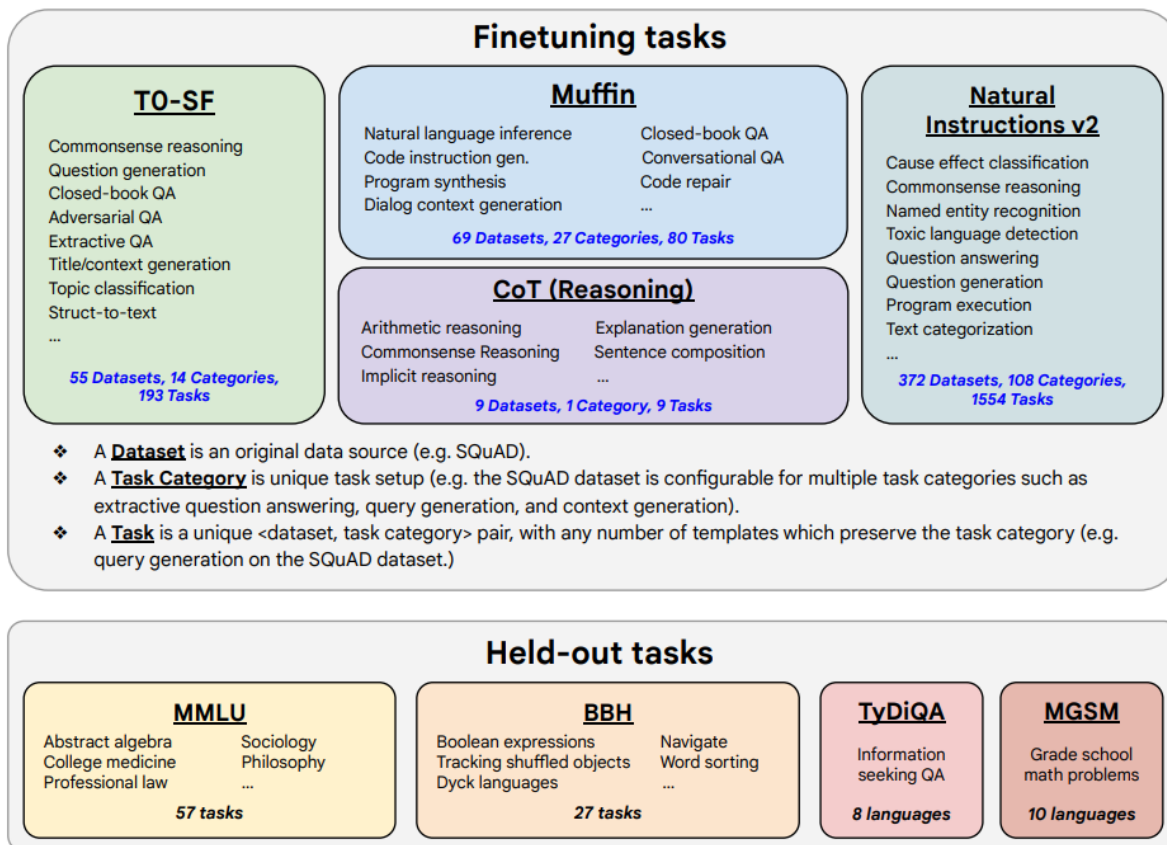 Finetuning tasks
T0-SF
Commonsense reasoning
Question generation
Closed-book QA
Adversarial QA
Extractive QA
Title/context generation
Topic classification
Struct-to-text
...
55 Datasets, 14 Categories,
193 Tasks
Muffin
Natural language inference
Code instruction gen.
Program synthesis
Dialog context generation
Closed-book QA
Conversational QA
Code repair
...
69 Datasets, 27 Categories, 80 Tasks
CoT (Reasoning)
Arithmetic reasoning
Commonsense Reasoning
Implicit reasoning
Explanation generation
Sentence composition
...
9 Datasets, 1 Category, 9 Tasks
Natural
Instructions v2
Cause effect classification
Commonsense reasoning
Named entity recognition
Toxic language detection
Question answering
Question generation
Program execution
Text categorization
...
372 Datasets, 108 Categories,
1554 Tasks
❖ A Dataset is an original data source (e.g. SQuAD).
❖ A Task Category is unique task setup (e.g. the SQuAD dataset is configurable for multiple task categories such as
extractive question answering, query generation, and context generation).
❖ A Task is a unique <dataset, task category> pair, with any number of templates which preserve the task category (e.g.
query generation on the SQuAD dataset.)
Held-out tasks
MMLU
Abstract algebra
College medicine
Professional law
Sociology
Philosophy
...
57 tasks
BBH
Boolean expressions
Tracking shuffled objects
Dyck languages
Navigate
Word sorting
...
27 tasks
TyDiQA
Information
seeking QA
8 languages
MGSM
Grade school
math problems
10 languages